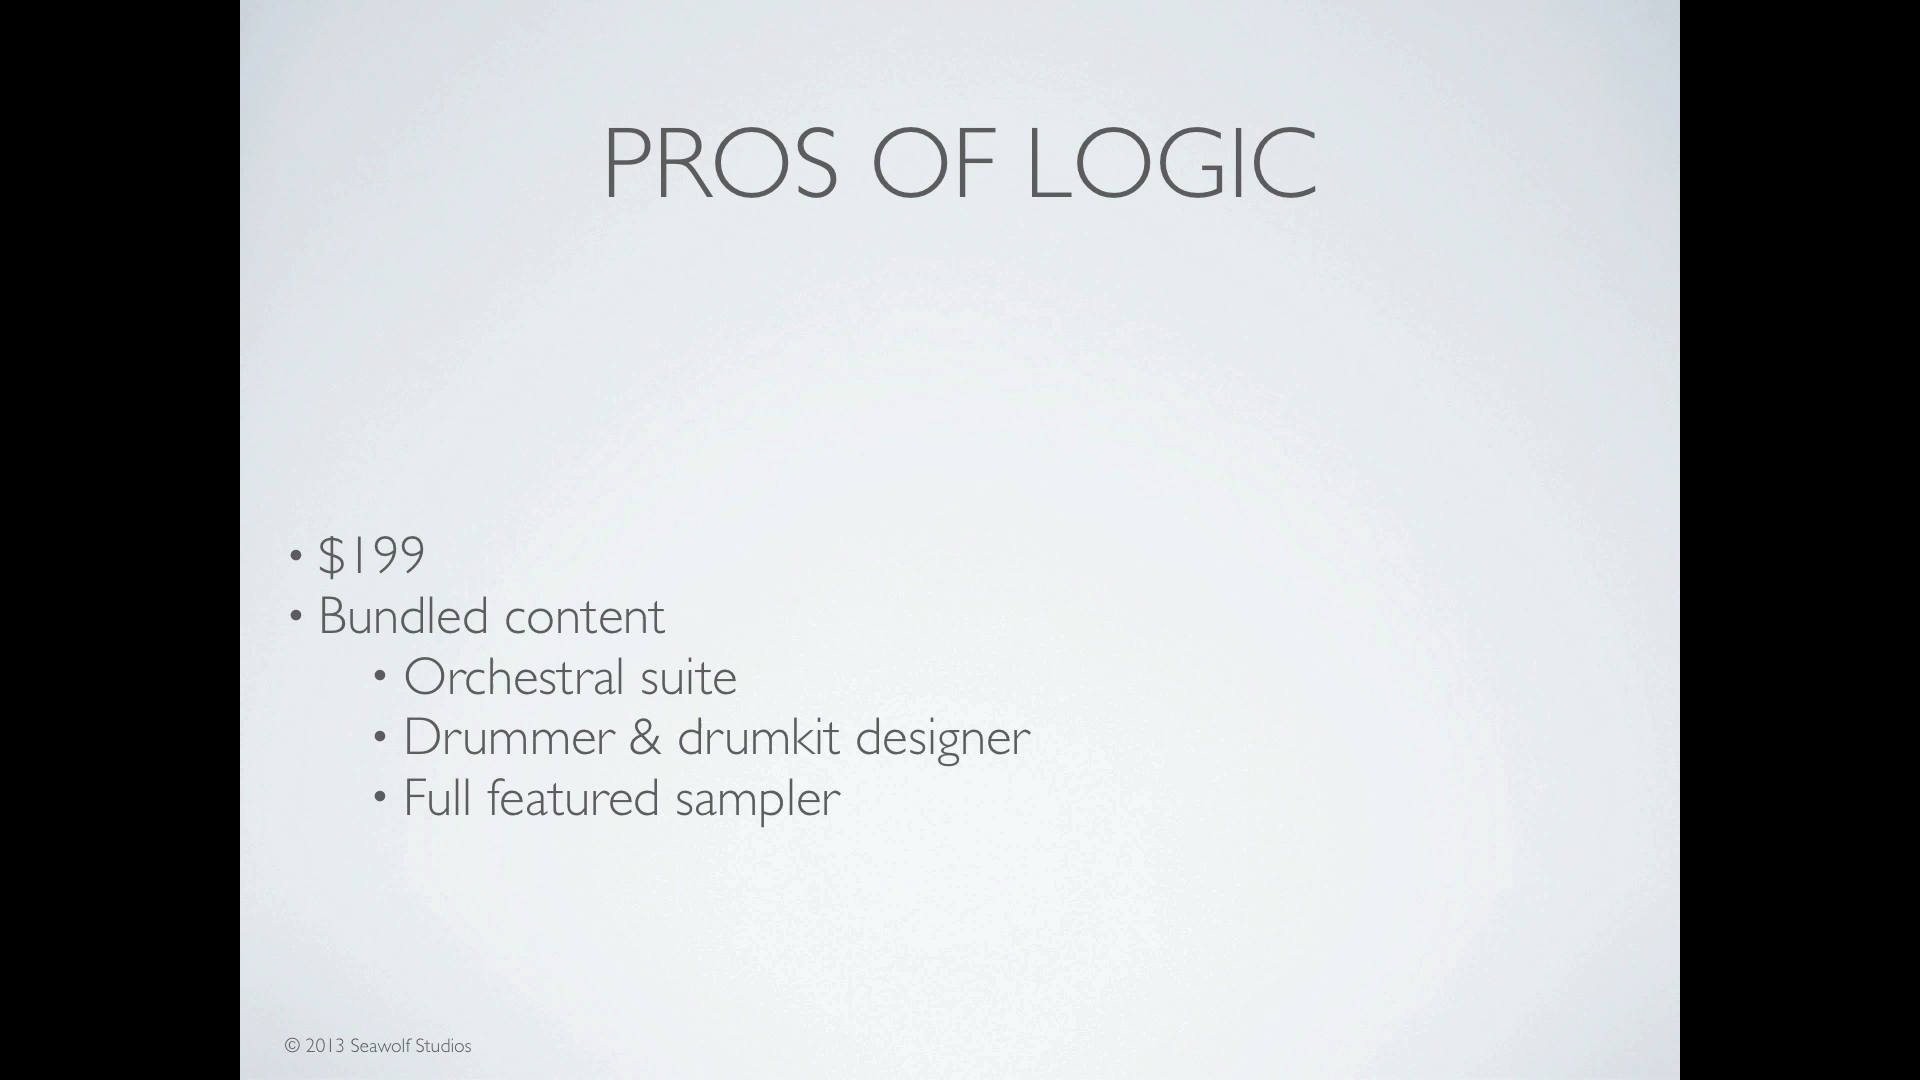 PROS OF LOGIC
• $199
• Bundled content
• Orchestral suite
• Drummer & drumkit designer
• Full featured sampler
© 2013 Seawolf Studios